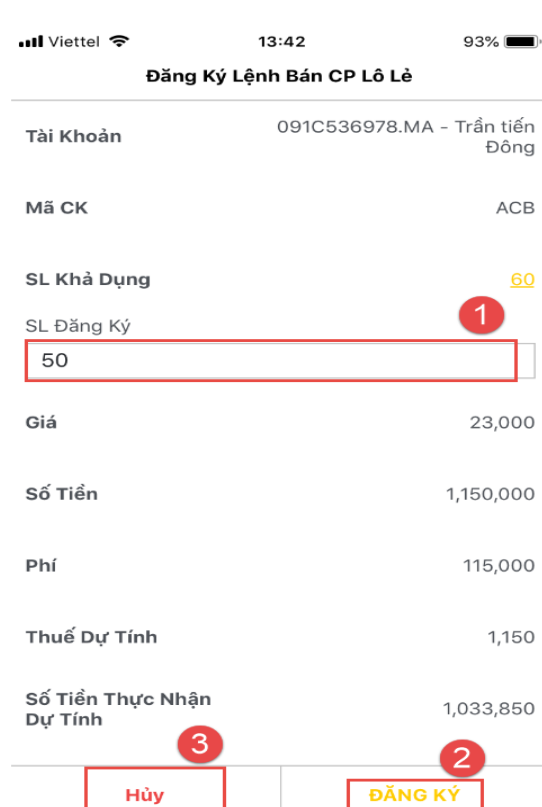 Viettel 13:42 93%
Đăng Ký Lệnh Bán CP Lô Lẻ
Tài Khoản 091C536978.MA - Trần tiến
Đông
Mã CK ACB
SL Khả Dụng 60
1
SL Đăng Ký
50
Giá 23,000
Số Tiền 1,150,000
Phí 115,000
Thuế Dự Tính 1,150
Số Tiền Thực Nhận
Dự Tính 1,033,850
3 2
Hủy ĐĂNG KÝ